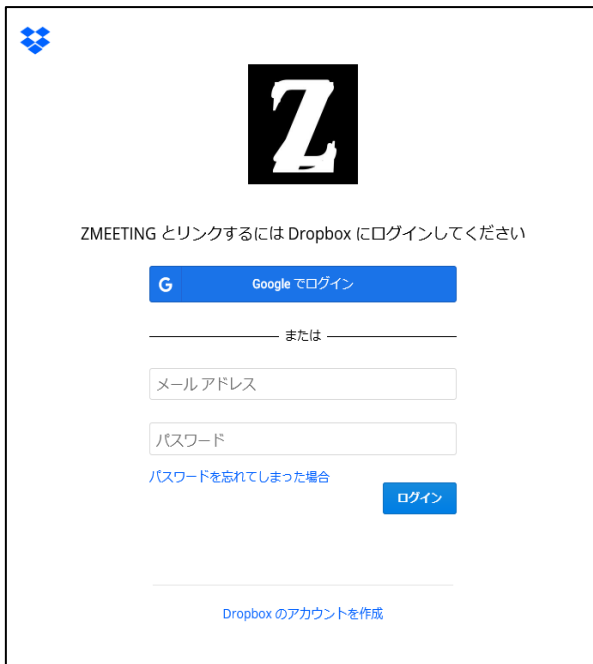 Z
ZMEETING とリンクするには Dropbox にログインしてください
G
Google でログイン
または
メール アドレス
パスワード
パスワードを忘れてしまった場合
ログイン
Dropbox のアカウントを作成